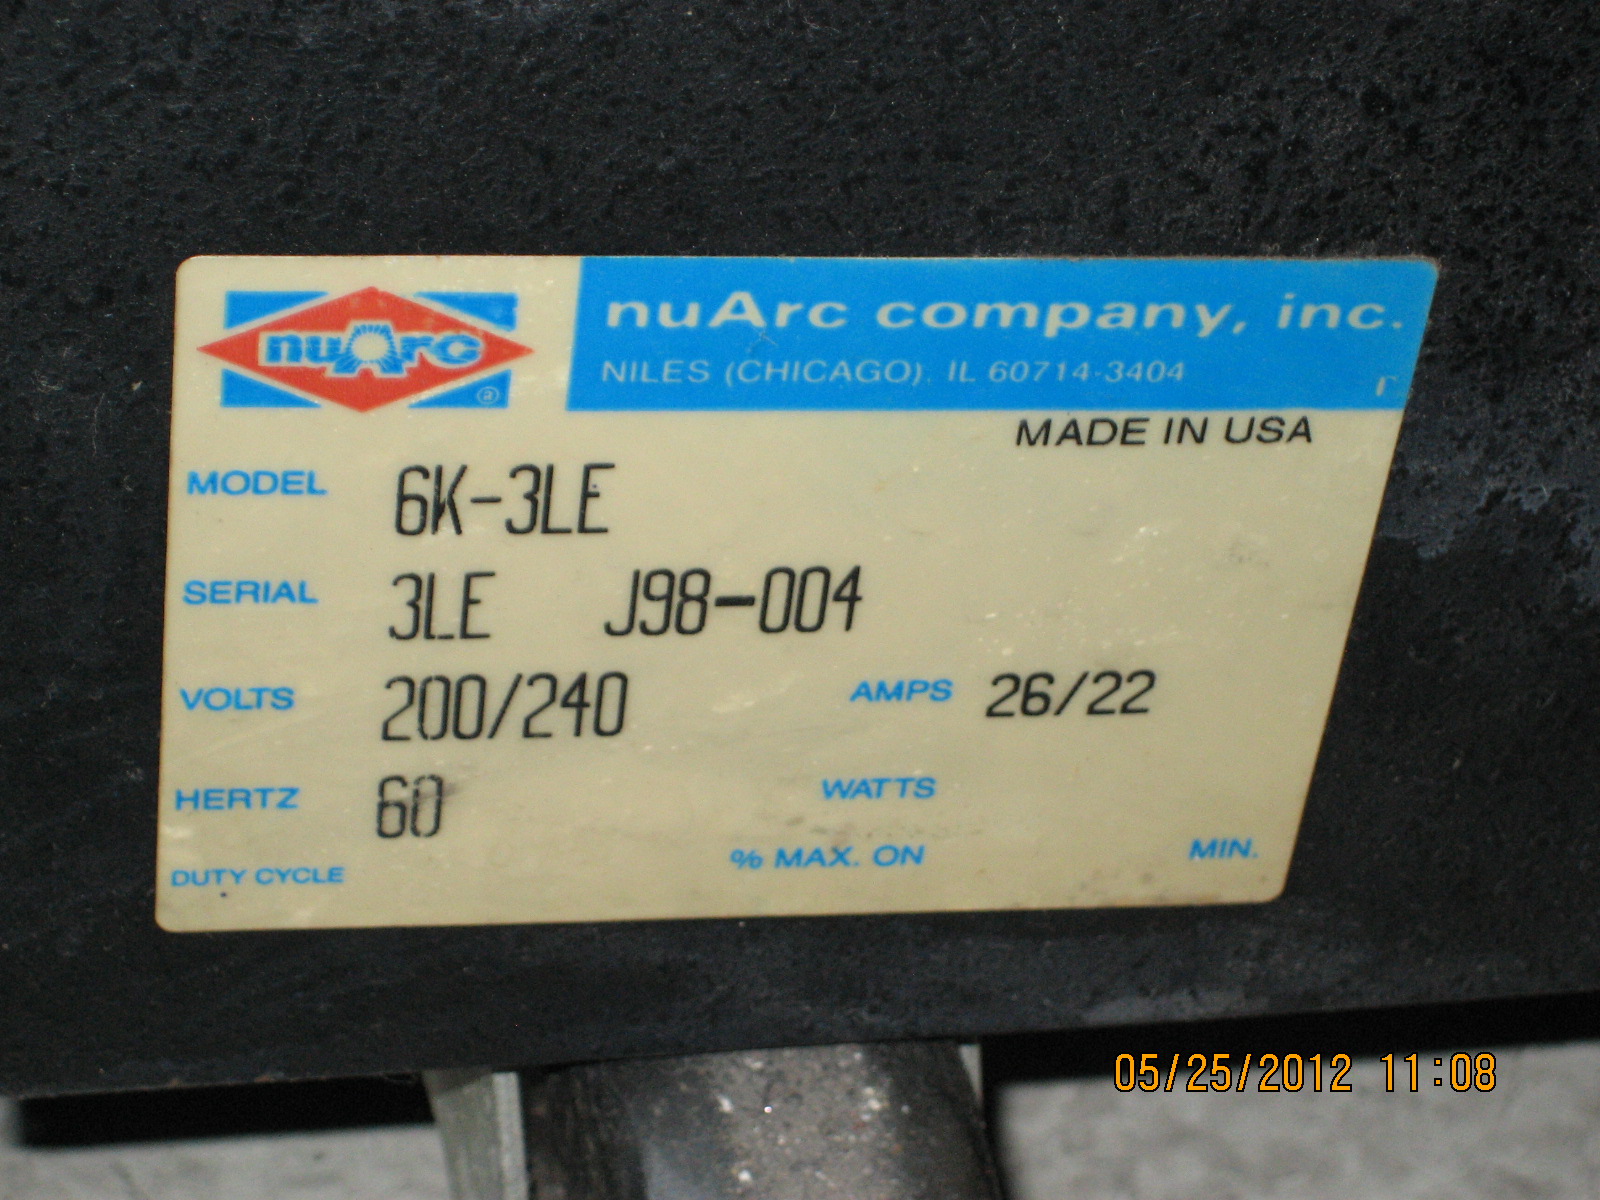 nuArc
nuArc company, inc.
NILES (CHICAGO), IL 60714-3404
MADE IN USA
MODEL 6K-3LE
SERIAL 3LE J98-004
VOLTS 200/240 AMPS 26/22
HERTZ 60 WATTS
DUTY CYCLE % MAX. ON MIN.
05/25/2012 11:08